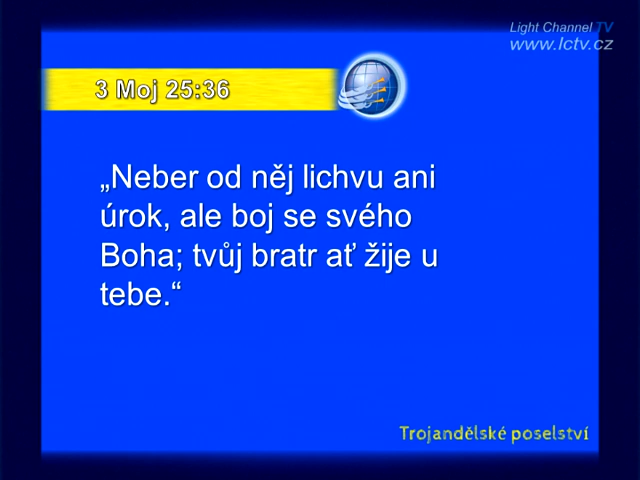 Light Channel TV
www.lctv.cz
3 Moj 25:36
„Neber od něj lichvu ani
úrok, ale boj se svého
Boha; tvůj bratr ať žije u
tebe.“
Trojandělské poselství